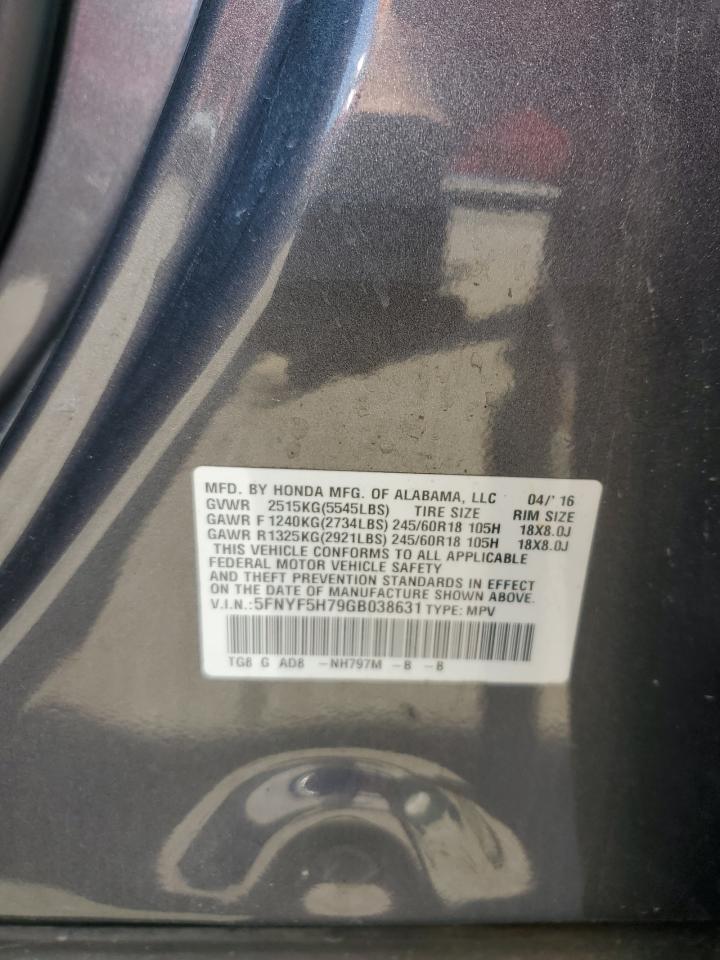 MFD. BY HONDA MFG. OF ALABAMA, LLC 04/'16
GVWR 2515KG(5545LBS) TIRE SIZE RIM SIZE
GAWR F 1240KG(2734LBS) 245/60R18 105H 18X8.0J
GAWR R1325KG(2921LBS) 245/60R18 105H 18X8.0J
THIS VEHICLE CONFORMS TO ALL APPLICABLE
FEDERAL MOTOR VEHICLE SAFETY
AND THEFT PREVENTION STANDARDS IN EFFECT
ON THE DATE OF MANUFACTURE SHOWN ABOVE.
V.I.N.:5FNYF5H79GB038631 TYPE: MPV
TG8 G AD8 -NH797M -B -B